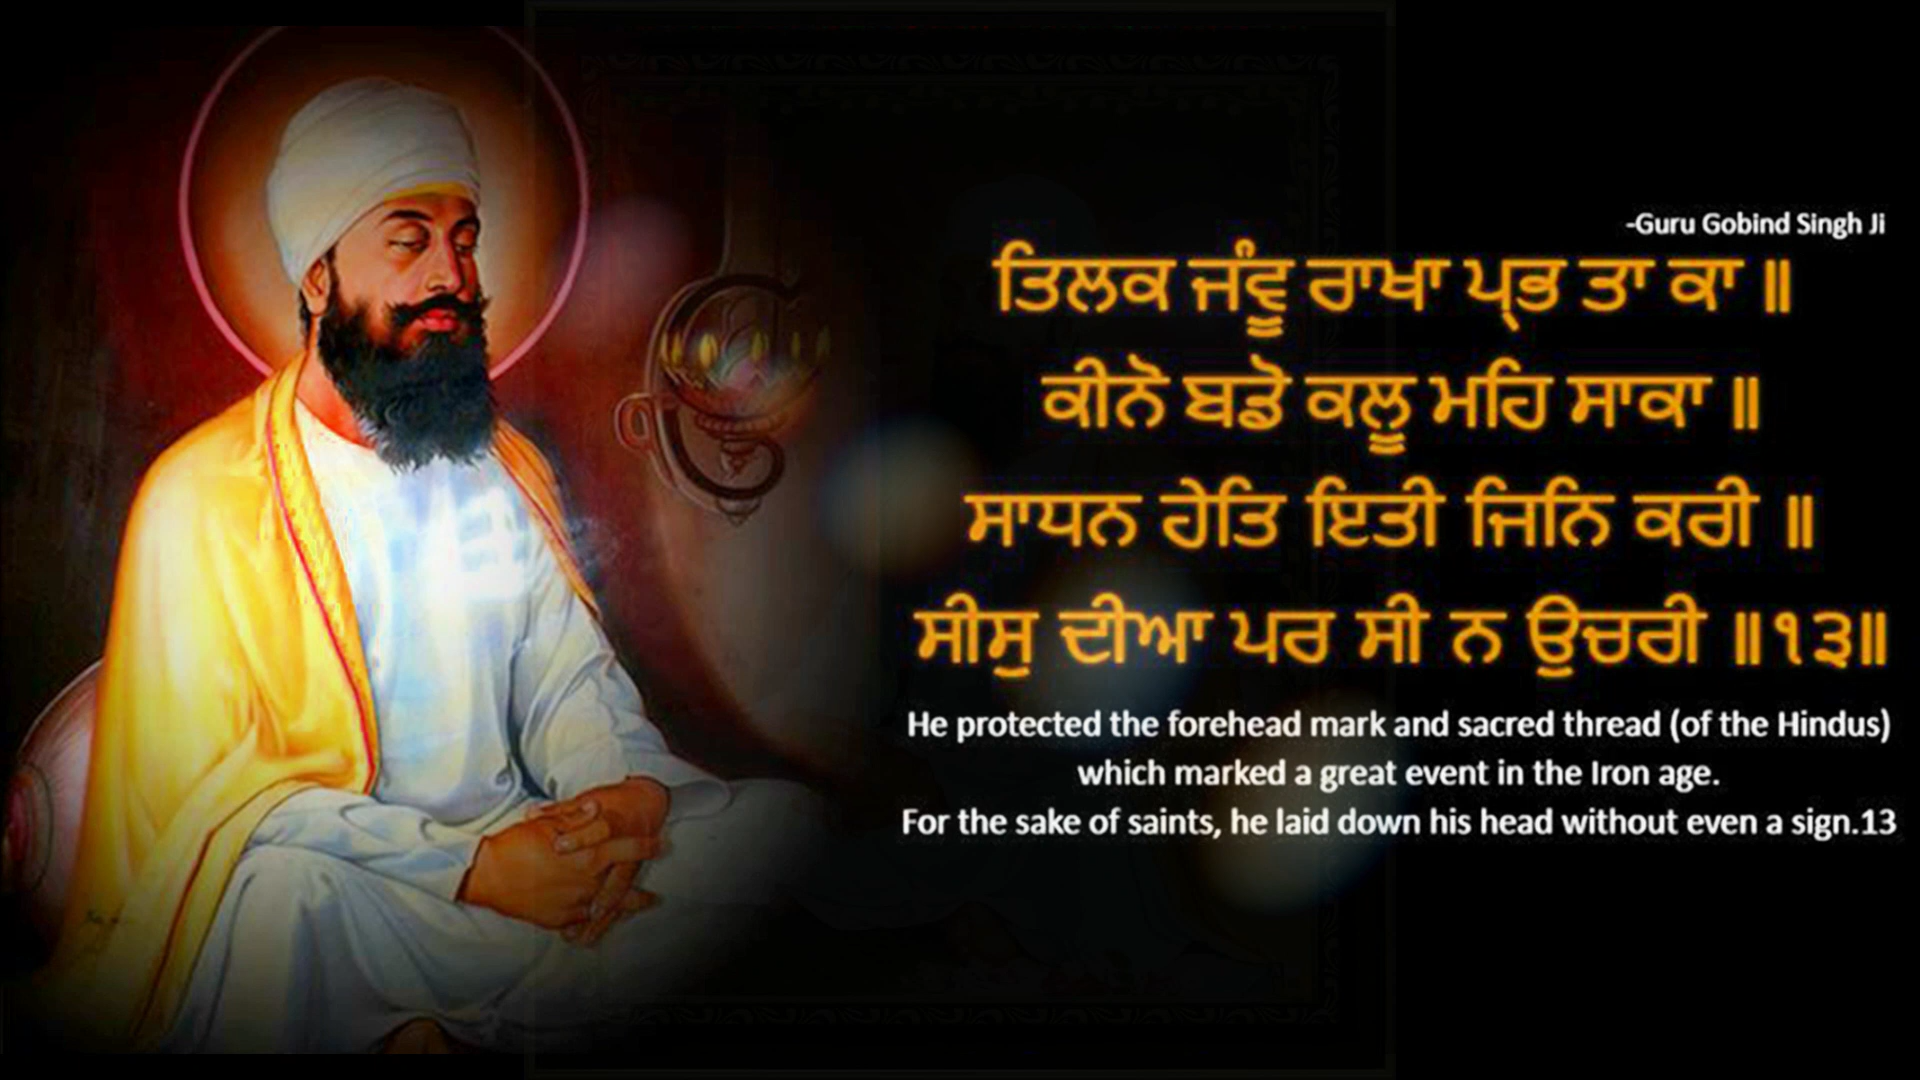 -Guru Gobind Singh Ji
ਤਿਲਕ ਜੰਞੂ ਰਾਖਾ ਪ੍ਰਭ ਤਾ ਕਾ ॥
ਕੀਨੋ ਬਡੋ ਕਲੂ ਮਹਿ ਸਾਕਾ ॥
ਸਾਧਨ ਹੇਤਿ ਇਤੀ ਜਿਨਿ ਕਰੀ ॥
ਸੀਸੁ ਦੀਆ ਪਰ ਸੀ ਨ ਉਚਰੀ ॥੧੩॥
He protected the forehead mark and sacred thread (of the Hindus)
which marked a great event in the Iron age.
For the sake of saints, he laid down his head without even a sign.13